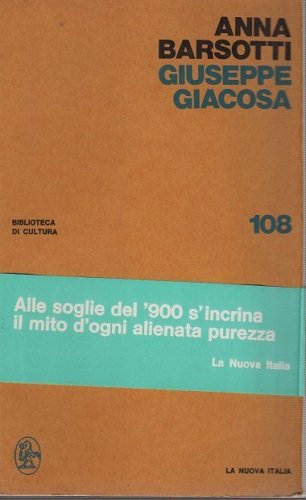 ANNA
BARSOTTI
GIUSEPPE
GIACOSA
BIBLIOTECA
DI CULTURA
108
Alle soglie del '900 s'incrina
il mito d'ogni alienata purezza
La Nuova Italia
LA NUOVA ITALIA